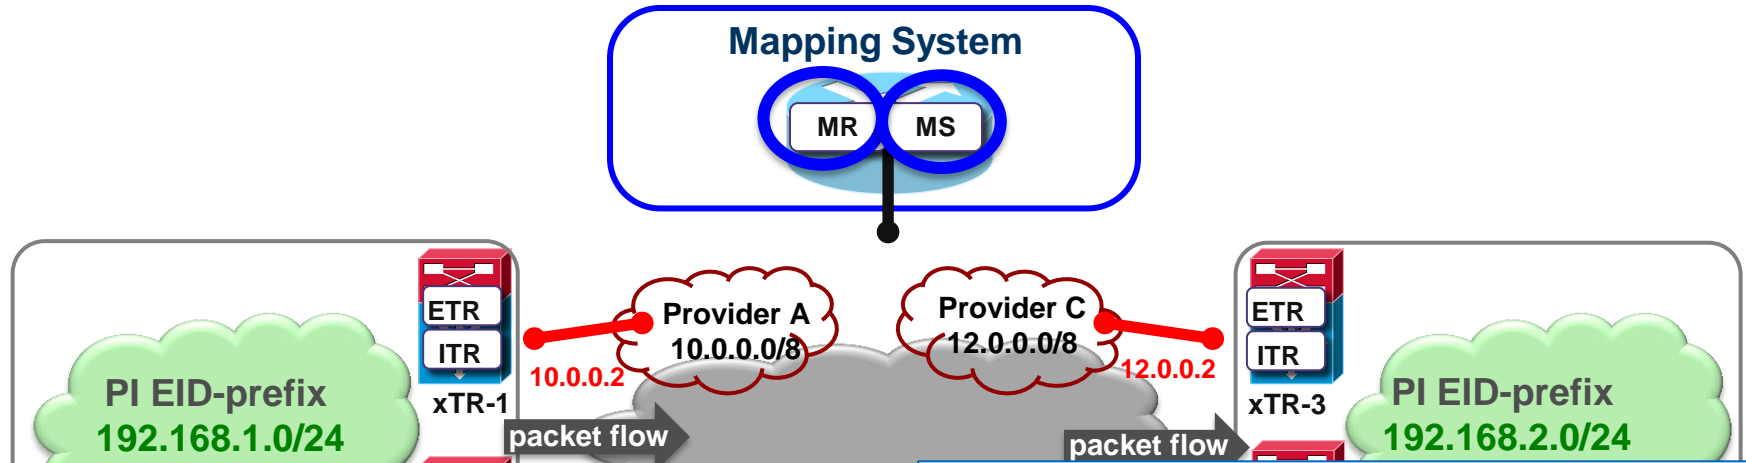 Mapping System
MR MS
ETR
ITR
xTR-1
PI EID-prefix
192.168.1.0/24
Provider A
10.0.0.0/8
10.0.0.2
packet flow
Provider C
12.0.0.0/8
12.0.0.2
packet flow
ETR
ITR
xTR-3
PI EID-prefix
192.168.2.0/24